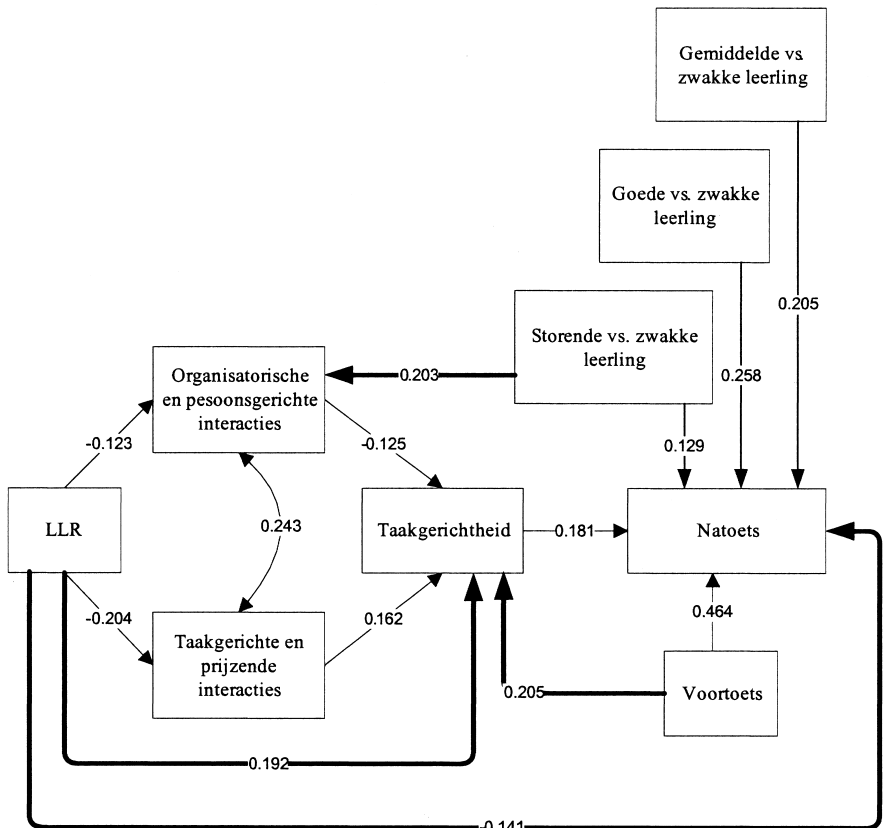 Gemiddelde vs.
zwakke leerling
Goede vs. zwakke
leerling
0.205
Storende vs. zwakke
leerling
0.258
Organisatorische
en pesoonsgerichte
interacties
0.203
-0.123
-0.125
0.129
LLR
0.243
Taakgerichtheid
0.181
Natoets
-0.204
0.162
0.464
Taakgerichte en
prijzende
interacties
0.205
Voortoets
0.192
-0.141